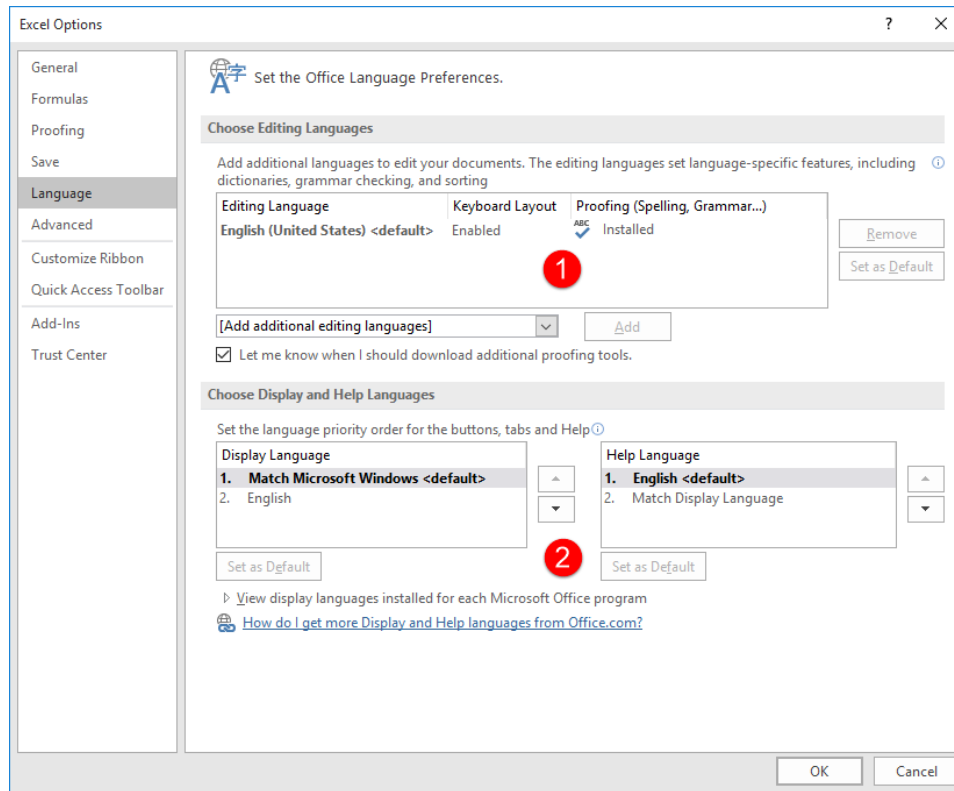 Excel Options
?
General
Formulas
Proofing
Save
Language
Advanced
Customize Ribbon
Quick Access Toolbar
Add-Ins
Trust Center
A字 Set the Office Language Preferences.
Choose Editing Languages
Add additional languages to edit your documents. The editing languages set language-specific features, including
dictionaries, grammar checking, and sorting
Editing Language Keyboard Layout Proofing (Spelling, Grammar...)
English (United States) <default> Enabled ABC Installed
Remove
Set as Default
1
[Add additional editing languages] Add
Let me know when I should download additional proofing tools.
Choose Display and Help Languages
Set the language priority order for the buttons, tabs and Help
Display Language
1. Match Microsoft Windows <default>
2. English
Set as Default
Help Language
1. English <default>
2. Match Display Language
Set as Default
2
View display languages installed for each Microsoft Office program
How do I get more Display and Help languages from Office.com?
OK Cancel